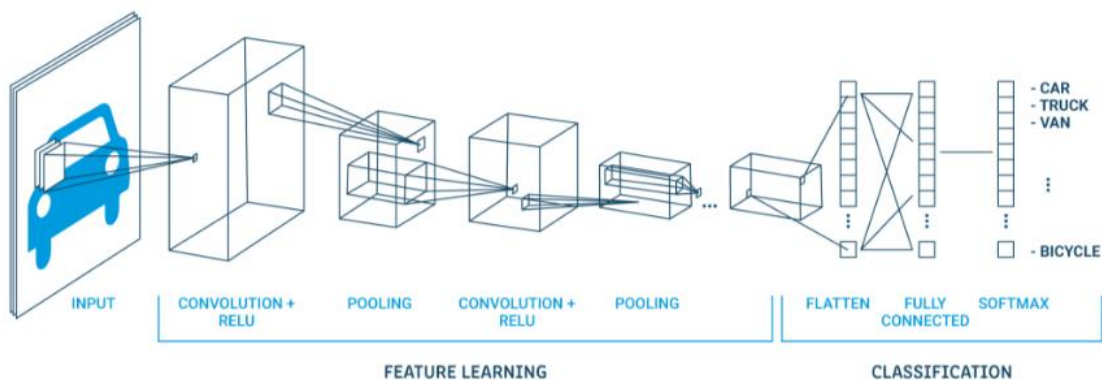 - CAR
- TRUCK
- VAN
- BICYCLE
INPUT
CONVOLUTION +
RELU
POOLING
CONVOLUTION +
RELU
POOLING
FLATTEN
FULLY
CONNECTED
SOFTMAX
FEATURE LEARNING
CLASSIFICATION